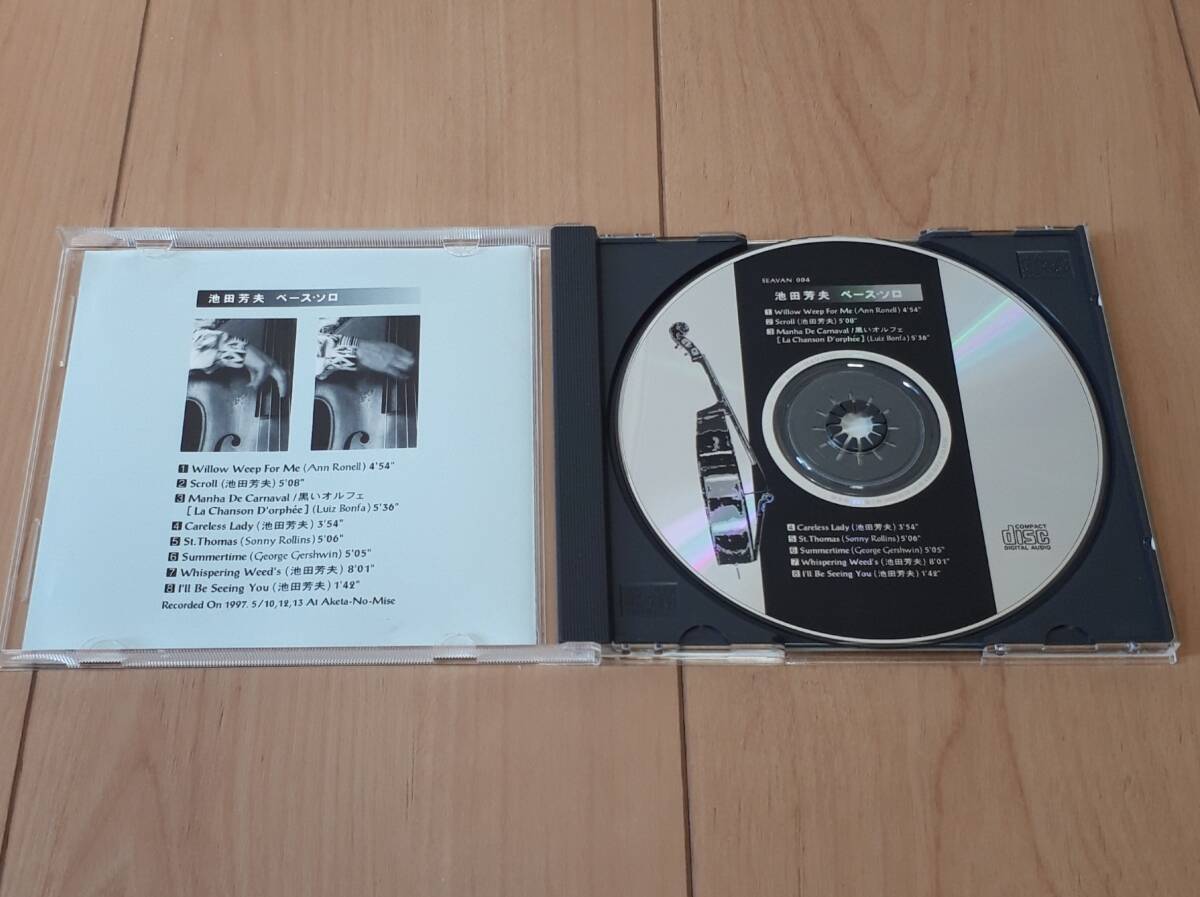 池田芳夫 ベース・ソロ
1 Willow Weep For Me (Ann Ronell) 4'54"
2 Scroll (池田芳夫) 5'08"
3 Manha De Carnaval / 黒いオルフェ
[La Chanson D'orphée] (Luiz Bonfa) 5'36"
4 Careless Lady (池田芳夫) 3'54"
5 St.Thomas (Sonny Rollins) 5'06"
6 Summertime (George Gershwin) 5'05"
7 Whispering Weed's (池田芳夫) 8'01"
8 I'll Be Seeing You (池田芳夫) 1'42"
Recorded On 1997. 5/10,12,13 At Aketa-No-Mise
SEAVAN 004
池田芳夫 ベース・ソロ
1 Willow Weep For Me (Ann Ronell) 4'54"
2 Scroll (池田芳夫) 5'08"
3 Manha De Carnaval / 黒いオルフェ
[La Chanson D'orphée] (Luiz Bonfa) 5'36"
4 Careless Lady (池田芳夫) 3'54"
5 St.Thomas (Sonny Rollins) 5'06"
6 Summertime (George Gershwin) 5'05"
7 Whispering Weed's (池田芳夫) 8'01"
8 I'll Be Seeing You (池田芳夫) 1'42"
COMPACT
disc
DIGITAL AUDIO